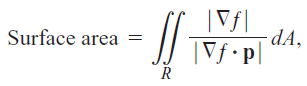 Surface area = ∬_R |∇f| / |∇f · p| dA,